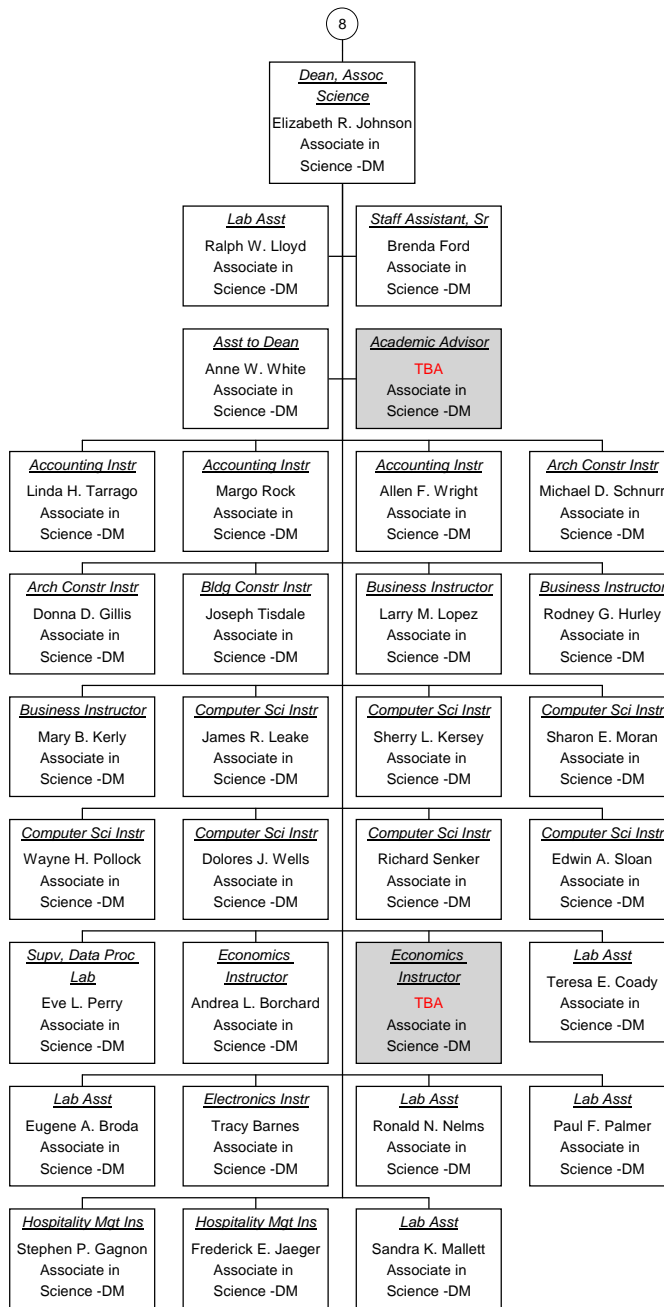 8
Dean, Assoc
Science
Elizabeth R. Johnson
Associate in
Science -DM
Lab Asst
Ralph W. Lloyd
Associate in
Science -DM
Staff Assistant, Sr
Brenda Ford
Associate in
Science -DM
Asst to Dean
Anne W. White
Associate in
Science -DM
Academic Advisor
TBA
Associate in
Science -DM
Accounting Instr
Linda H. Tarrago
Associate in
Science -DM
Accounting Instr
Margo Rock
Associate in
Science -DM
Accounting Instr
Allen F. Wright
Associate in
Science -DM
Arch Constr Instr
Michael D. Schnurr
Associate in
Science -DM
Arch Constr Instr
Donna D. Gillis
Associate in
Science -DM
Bldg Constr Instr
Joseph Tisdale
Associate in
Science -DM
Business Instructor
Larry M. Lopez
Associate in
Science -DM
Business Instructor
Rodney G. Hurley
Associate in
Science -DM
Business Instructor
Mary B. Kerly
Associate in
Science -DM
Computer Sci Instr
James R. Leake
Associate in
Science -DM
Computer Sci Instr
Sherry L. Kersey
Associate in
Science -DM
Computer Sci Instr
Sharon E. Moran
Associate in
Science -DM
Computer Sci Instr
Wayne H. Pollock
Associate in
Science -DM
Computer Sci Instr
Dolores J. Wells
Associate in
Science -DM
Computer Sci Instr
Richard Senker
Associate in
Science -DM
Computer Sci Instr
Edwin A. Sloan
Associate in
Science -DM
Supv, Data Proc
Lab
Eve L. Perry
Associate in
Science -DM
Economics
Instructor
Andrea L. Borchard
Associate in
Science -DM
Economics
Instructor
TBA
Associate in
Science -DM
Lab Asst
Teresa E. Coady
Associate in
Science -DM
Lab Asst
Eugene A. Broda
Associate in
Science -DM
Electronics Instr
Tracy Barnes
Associate in
Science -DM
Lab Asst
Ronald N. Nelms
Associate in
Science -DM
Lab Asst
Paul F. Palmer
Associate in
Science -DM
Hospitality Mgt Ins
Stephen P. Gagnon
Associate in
Science -DM
Hospitality Mgt Ins
Frederick E. Jaeger
Associate in
Science -DM
Lab Asst
Sandra K. Mallett
Associate in
Science -DM